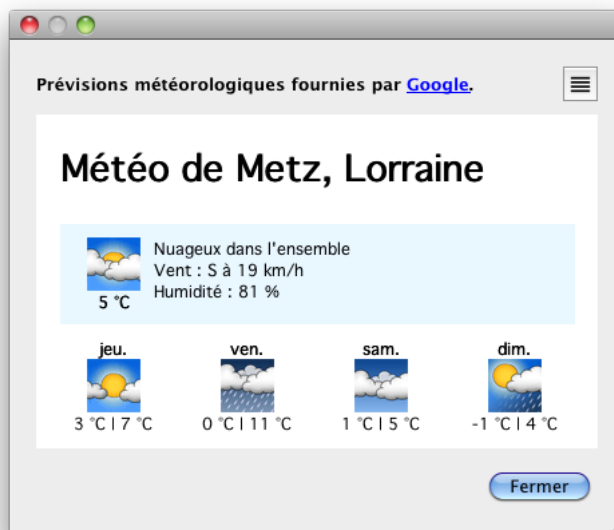 Prévisions météorologiques fournies par Google.
Météo de Metz, Lorraine
Nuageux dans l'ensemble
Vent : S à 19 km/h
Humidité : 81 %
5 °C
jeu. ven. sam. dim.
3 °C | 7 °C 0 °C | 11 °C 1 °C | 5 °C -1 °C | 4 °C
Fermer